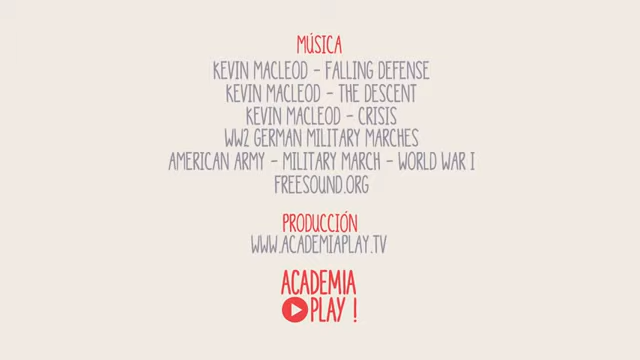 MÚSICA
KEVIN MACLEOD - FALLING DEFENSE
KEVIN MACLEOD - THE DESCENT
KEVIN MACLEOD - CRISIS
WW2 GERMAN MILITARY MARCHES
AMERICAN ARMY - MILITARY MARCH - WORLD WAR I
FREESOUND.ORG
PRODUCCIÓN
WWW.ACADEMIAPLAY.TV
ACADEMIA
PLAY !